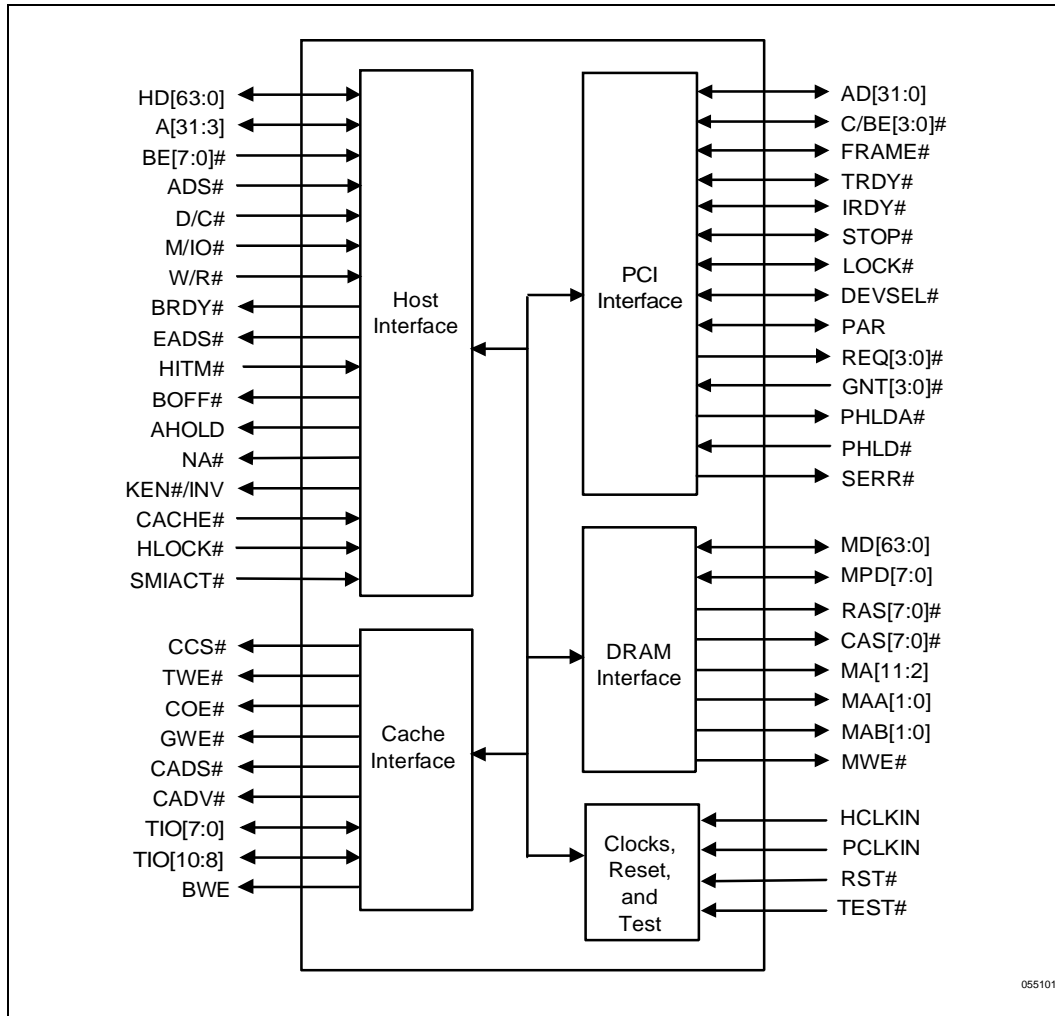 HD[63:0]
A[31:3]
BE[7:0]#
ADS#
D/C#
M/IO#
W/R#
BRDY#
EADS#
HITM#
BOFF#
AHOLD
NA#
KEN#/INV
CACHE#
HLOCK#
SMIACT#
Host
Interface
CCS#
TWE#
COE#
GWE#
CADS#
CADV#
TIO[7:0]
TIO[10:8]
BWE
Cache
Interface
PCI
Interface
AD[31:0]
C/BE[3:0]#
FRAME#
TRDY#
IRDY#
STOP#
LOCK#
DEVSEL#
PAR
REQ[3:0]#
GNT[3:0]#
PHLDA#
PHLD#
SERR#
DRAM
Interface
MD[63:0]
MPD[7:0]
RAS[7:0]#
CAS[7:0]#
MA[11:2]
MAA[1:0]
MAB[1:0]
MWE#
Clocks,
Reset,
and
Test
HCLKIN
PCLKIN
RST#
TEST#
055101